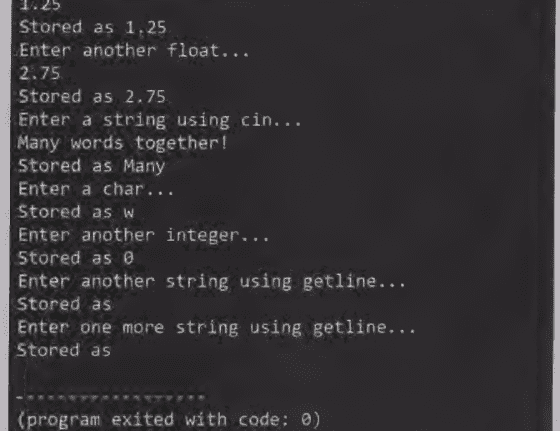 1.25
Stored as 1.25
Enter another float...
2.75
Stored as 2.75
Enter a string using cin...
Many words together!
Stored as Many
Enter a char...
Stored as w
Enter another integer...
Stored as 0
Enter another string using getline...
Stored as
Enter one more string using getline...
Stored as
------------------
(program exited with code: 0)